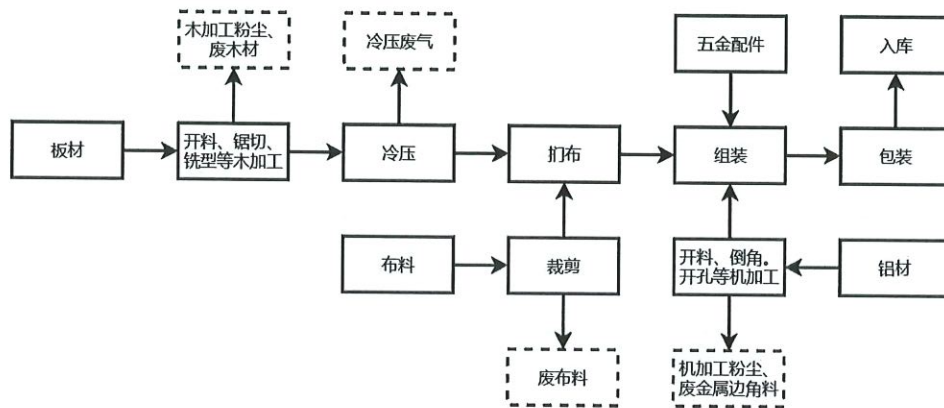 木加工粉尘、
废木材
冷压废气
五金配件
入库
板材
开料、锯切、
铣型等木加工
冷压
扪布
组装
包装
布料
裁剪
开料、倒角。
开孔等机加工
铝材
废布料
机加工粉尘、
废金属边角料